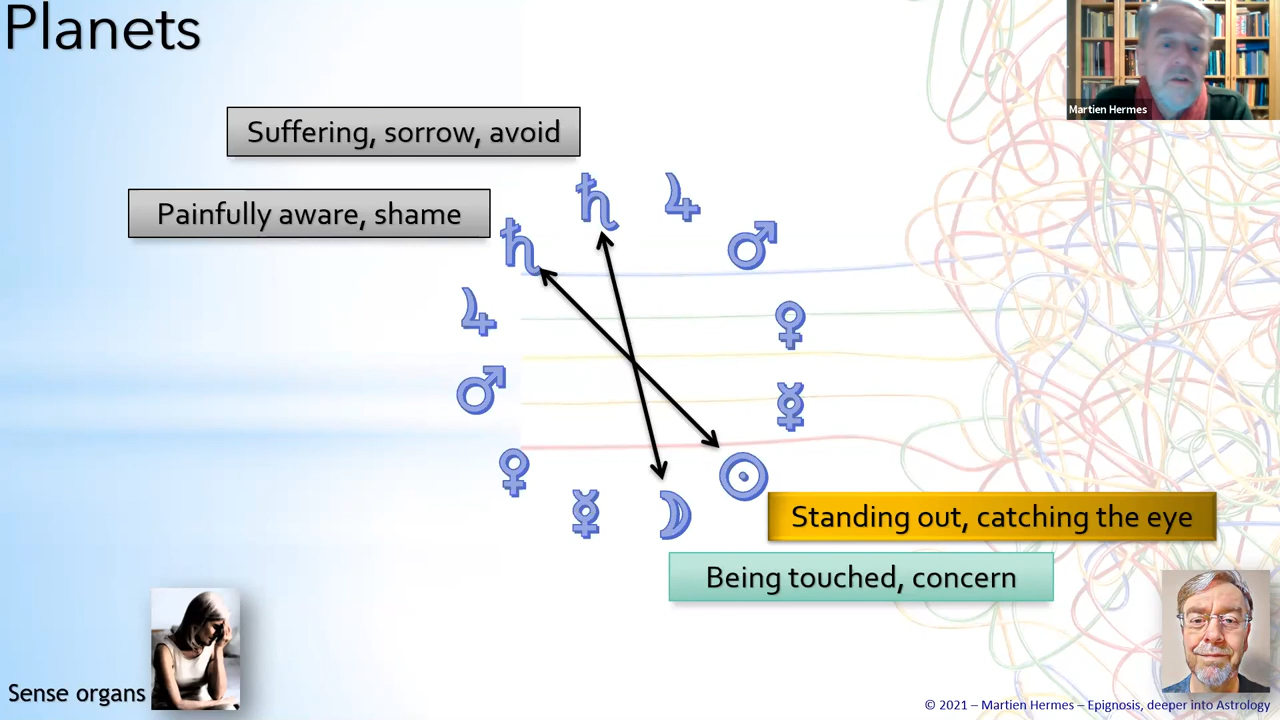 Planets
Martien Hermes
Suffering, sorrow, avoid
Painfully aware, shame
Standing out, catching the eye
Being touched, concern
Sense organs
© 2021 – Martien Hermes – Epignosis, deeper into Astrology